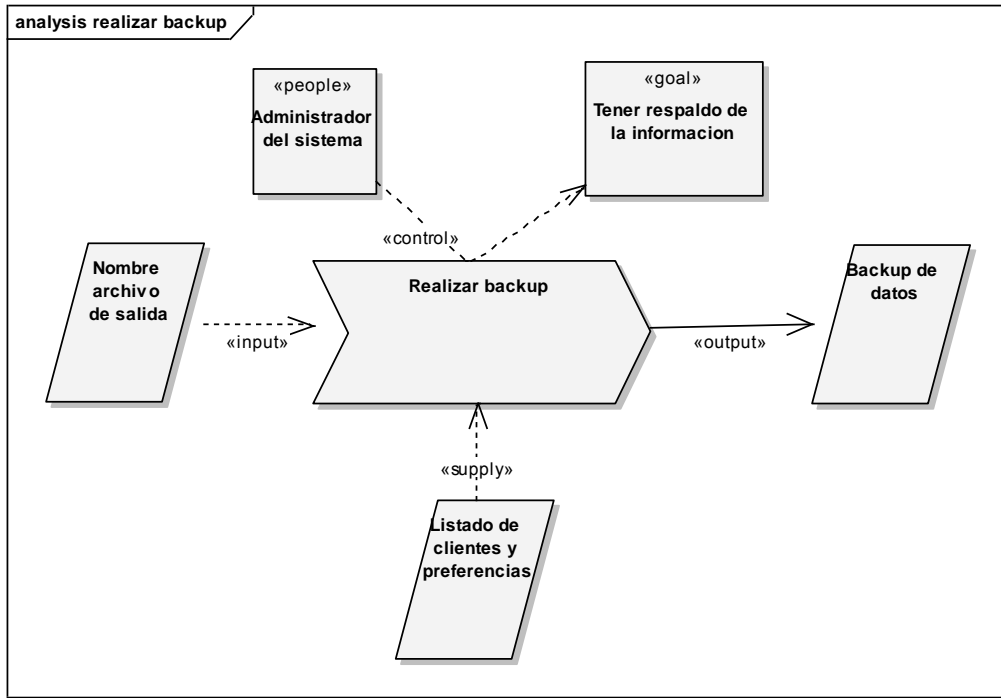 analysis realizar backup
«people»
Administrador
del sistema
«goal»
Tener respaldo de
la informacion
«control»
Nombre
archivo
de salida
«input»
Realizar backup
«output»
Backup de
datos
«supply»
Listado de
clientes y
preferencias